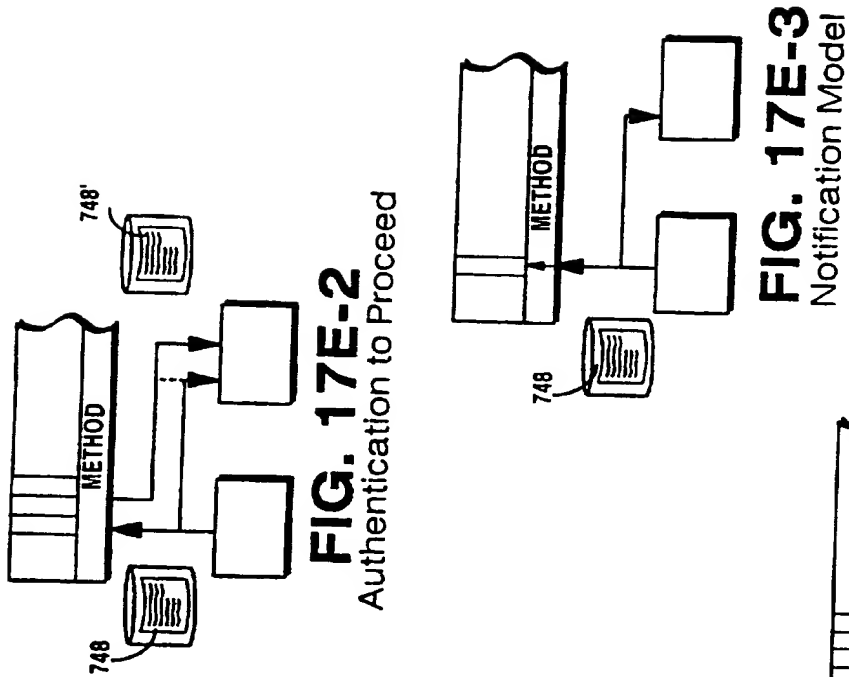 748
748'
METHOD
FIG. 17E-2
Authentication to Proceed
748
METHOD
FIG. 17E-3
Notification Model